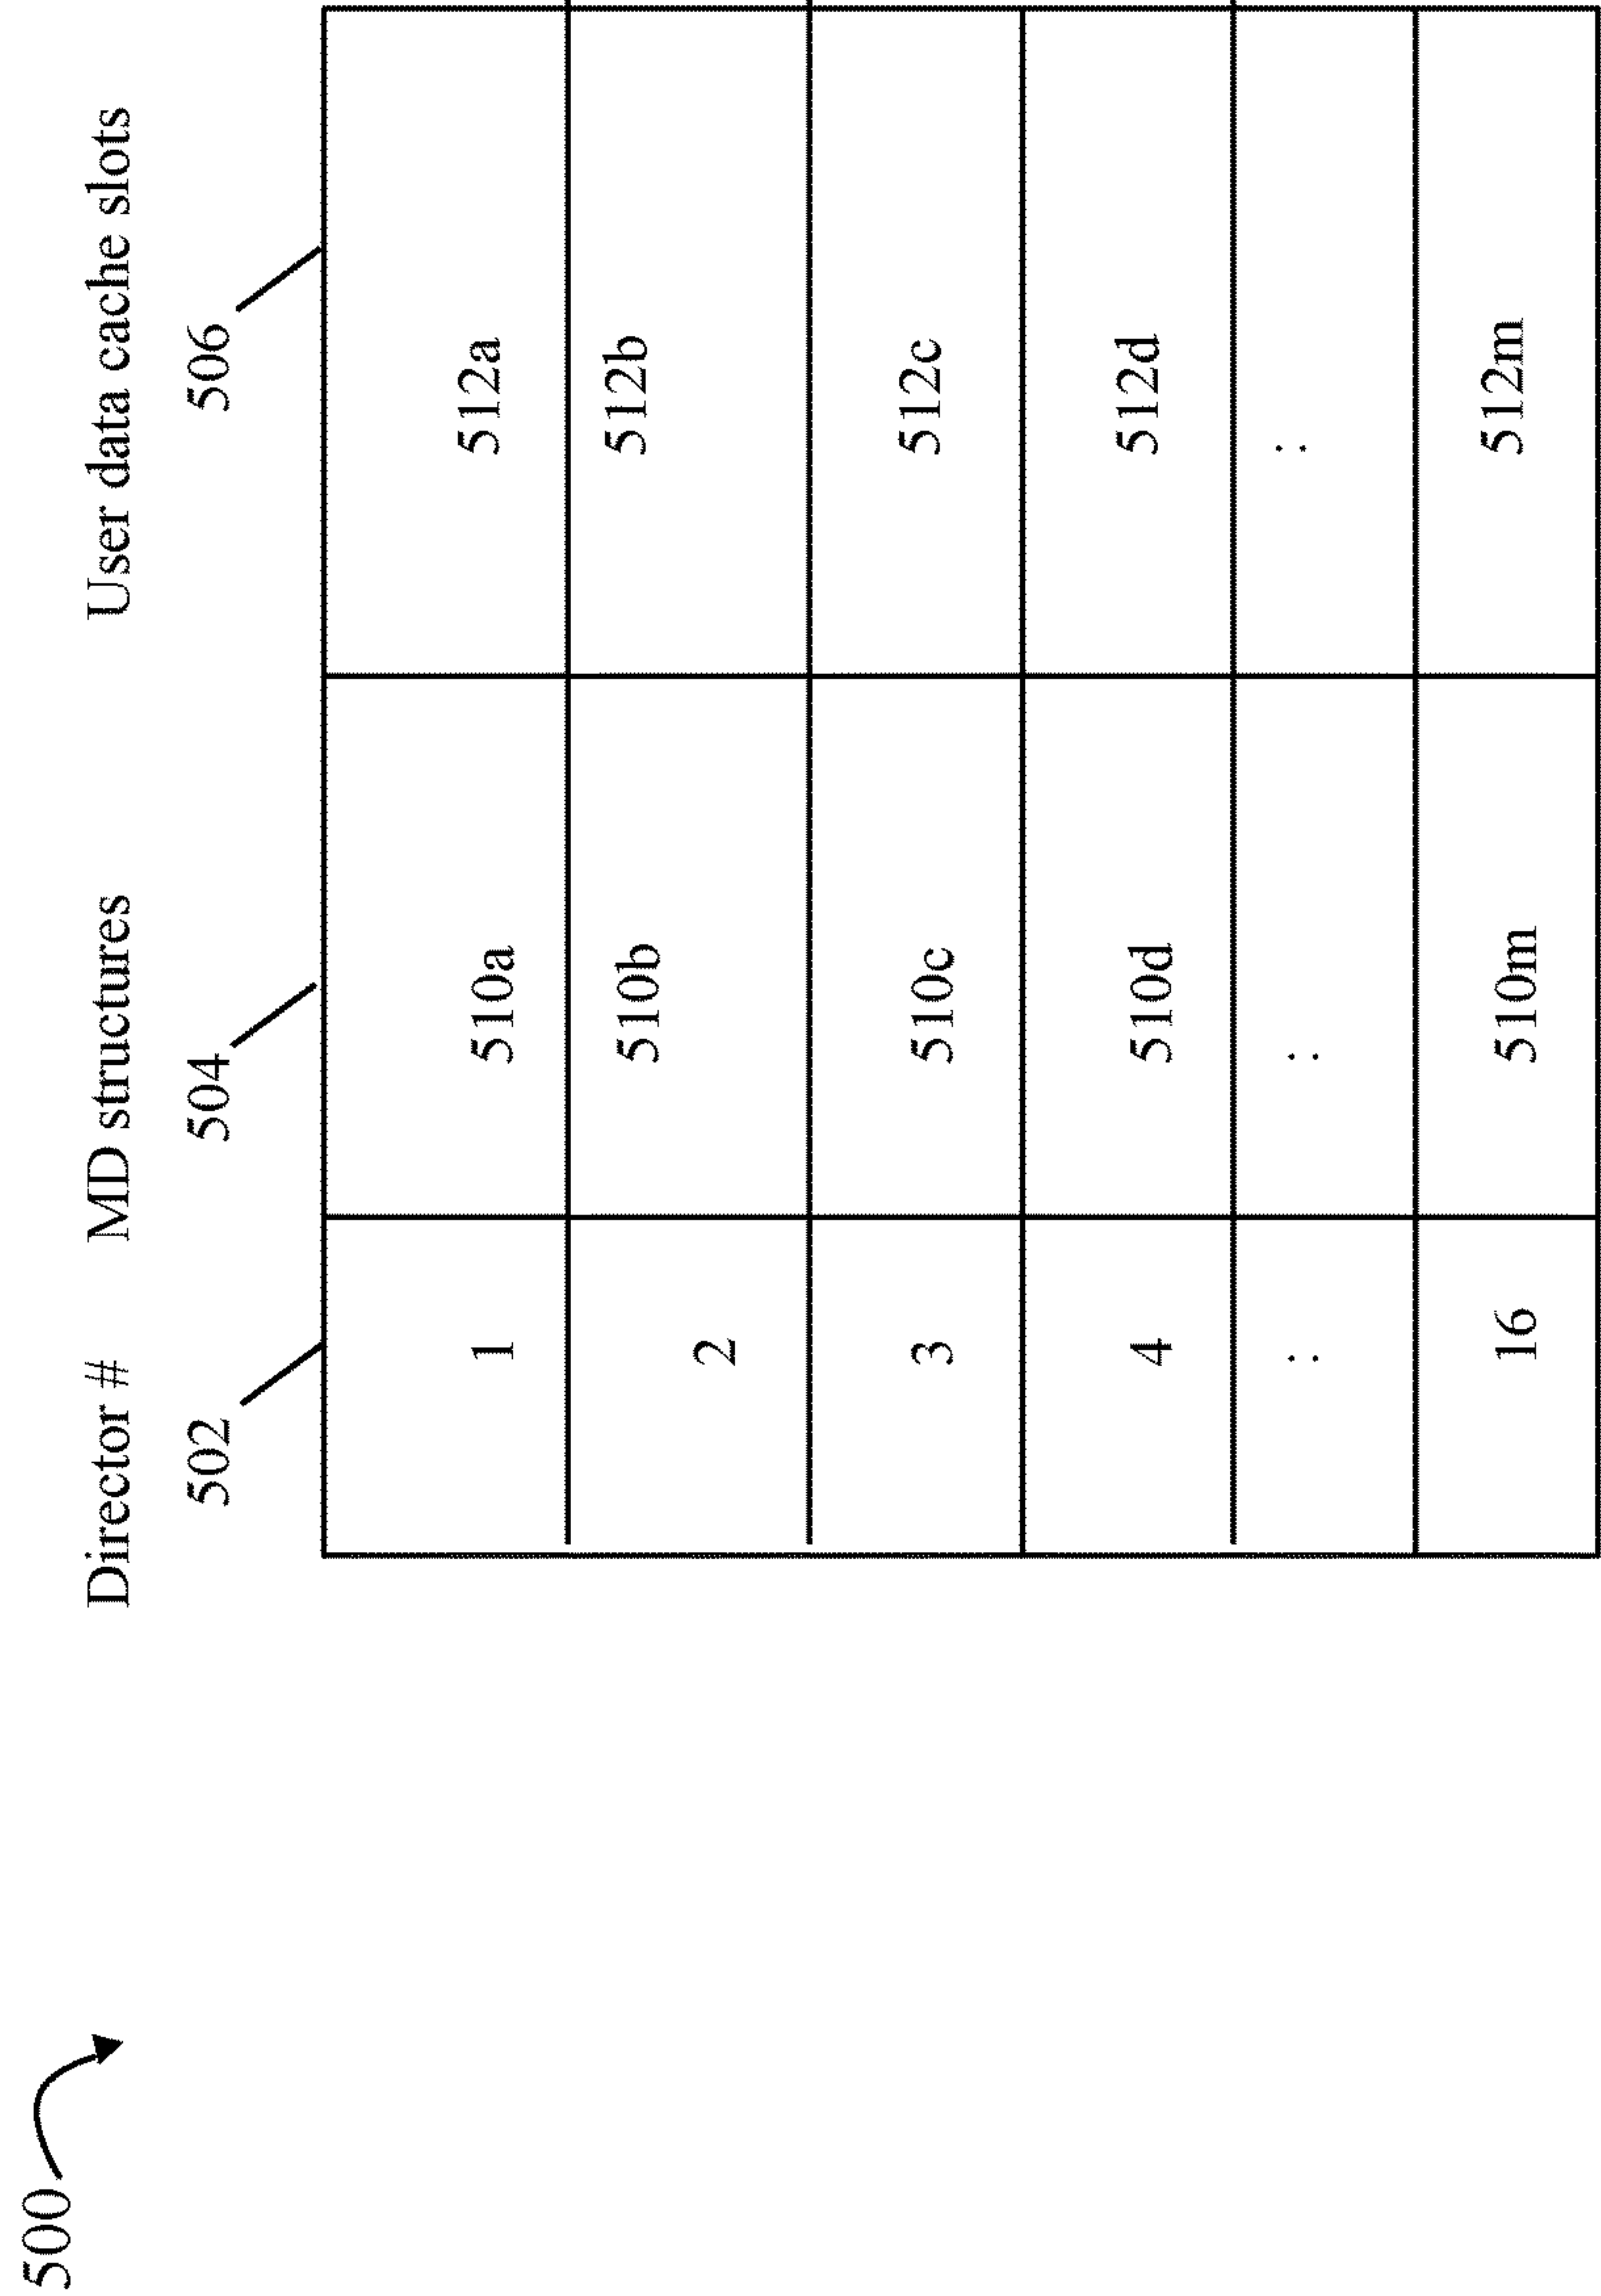 500
Director # MD structures User data cache slots
502 504 506
1 510a 512a
2 510b 512b
3 510c 512c
4 510d 512d
: : :
16 510m 512m